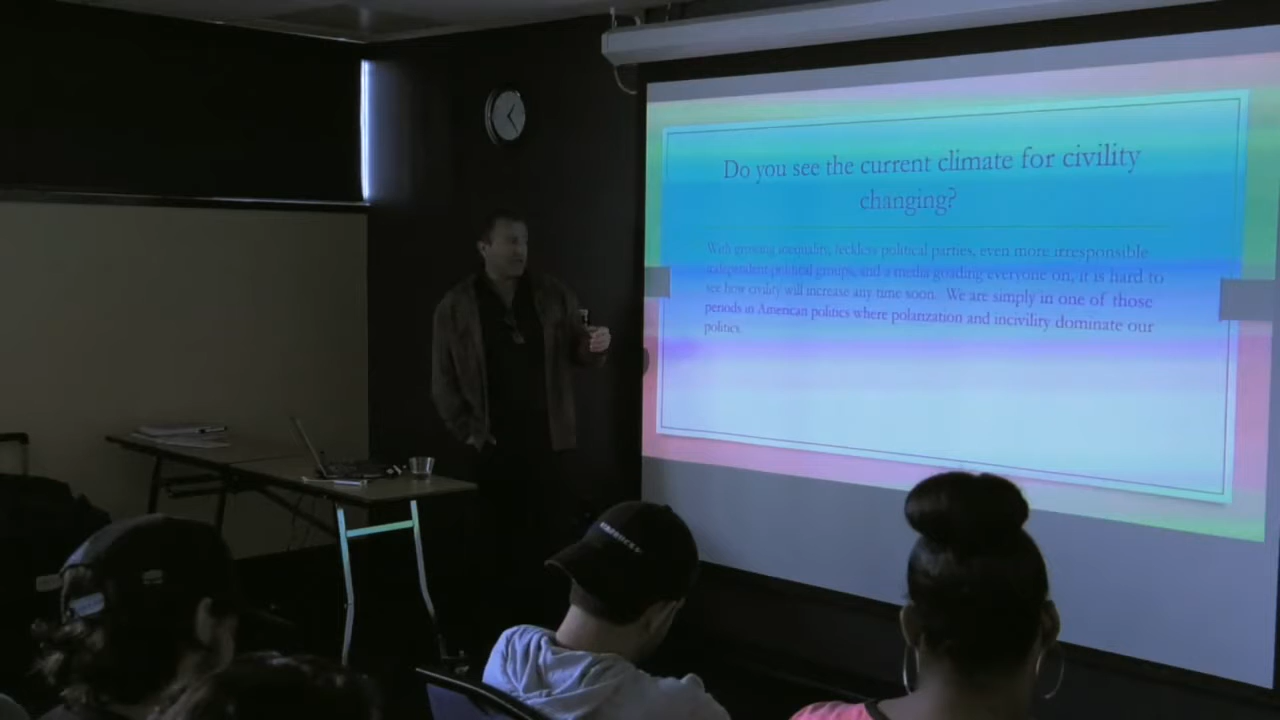 Do you see the current climate for civility
changing?
With growing inequality, reckless political parties, even more irresponsible
independent political groups, and a media goading everyone on, it is hard to
see how civility will increase any time soon. We are simply in one of those
periods in American politics where polarization and incivility dominate our
politics.